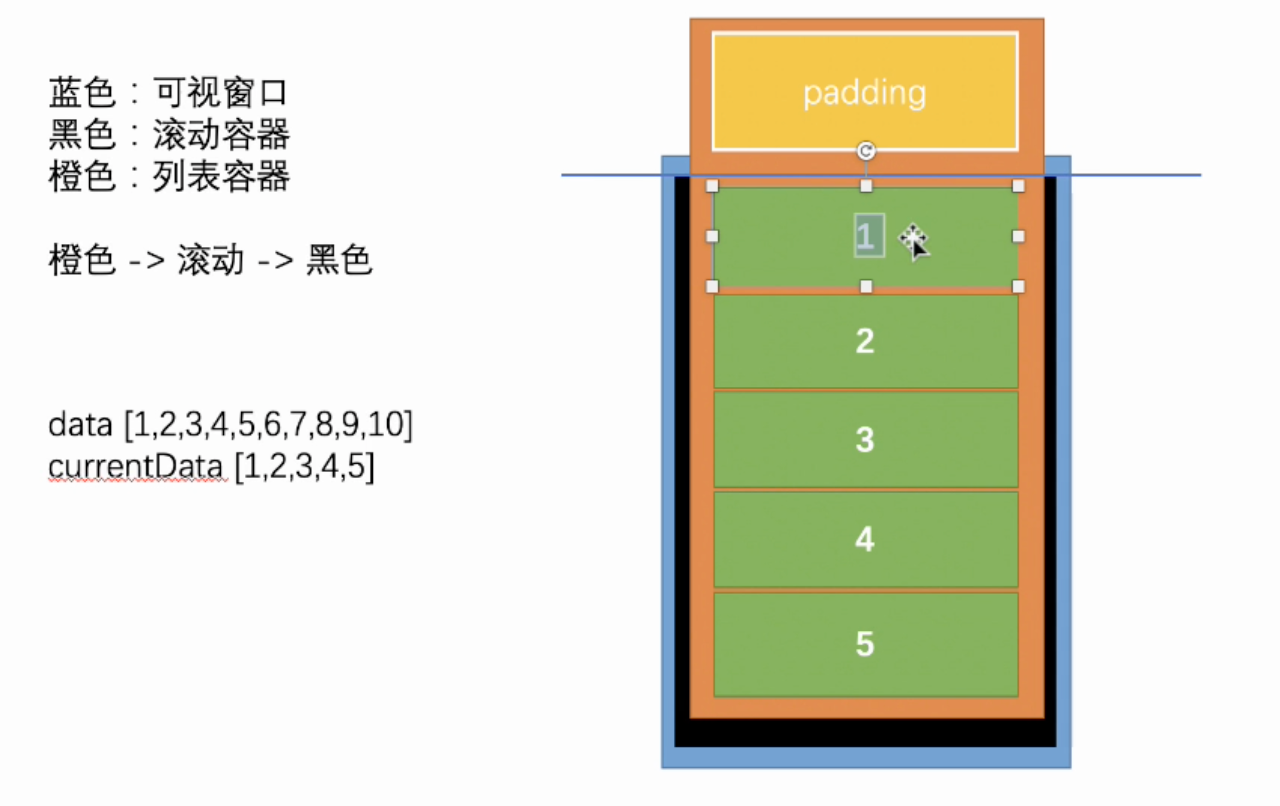 蓝色：可视窗口
黑色：滚动容器
橙色：列表容器
橙色 -> 滚动 -> 黑色
data [1,2,3,4,5,6,7,8,9,10]
currentData [1,2,3,4,5]
padding
1
2
3
4
5